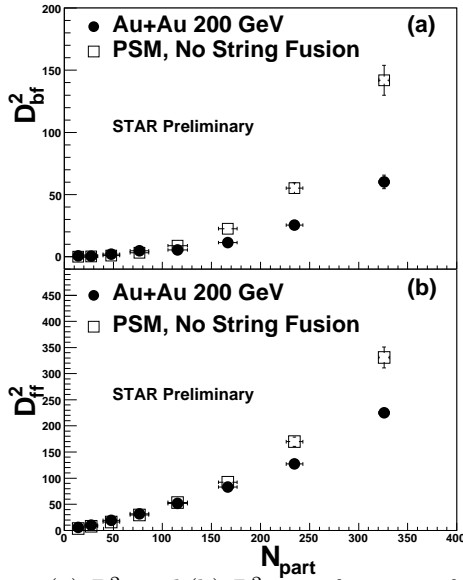 (a)
Au+Au 200 GeV
PSM, No String Fusion
STAR Preliminary
D²bf
200
150
100
50
0
(b)
Au+Au 200 GeV
PSM, No String Fusion
STAR Preliminary
D²ff
450
400
350
300
250
200
150
100
50
0
0 50 100 150 200 250 300 350 400
Npart